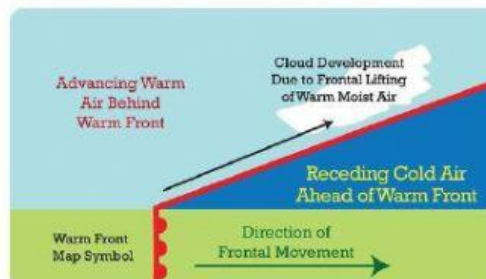 Cloud Development
Due to Frontal Lifting
of Warm Moist Air
Advancing Warm
Air Behind
Warm Front
Receding Cold Air
Ahead of Warm Front
Warm Front
Map Symbol
Direction of
Frontal Movement